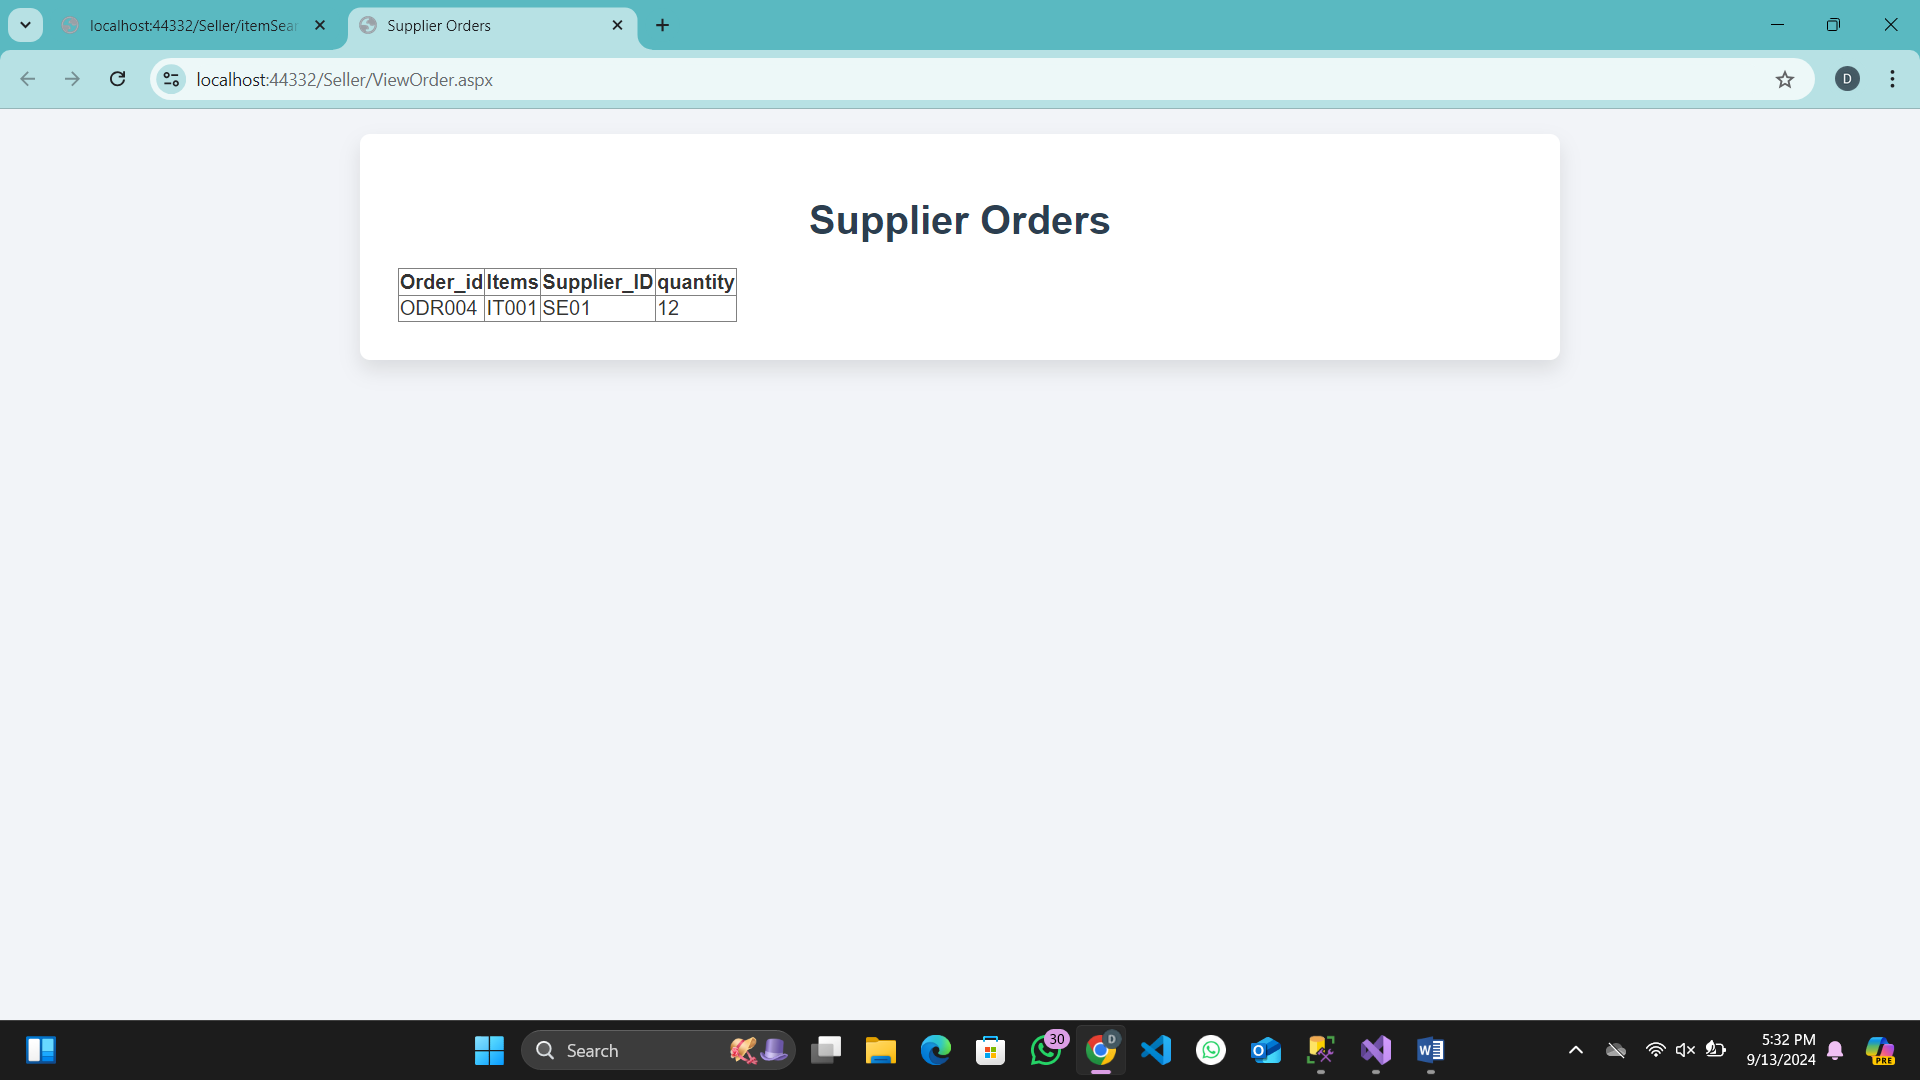 localhost:44332/Seller/itemSear
Supplier Orders
localhost:44332/Seller/ViewOrder.aspx
D
Supplier Orders
Order_id Items Supplier_ID quantity
ODR004 IT001 SE01 12
Search
30
D
5:32 PM
9/13/2024
PRE